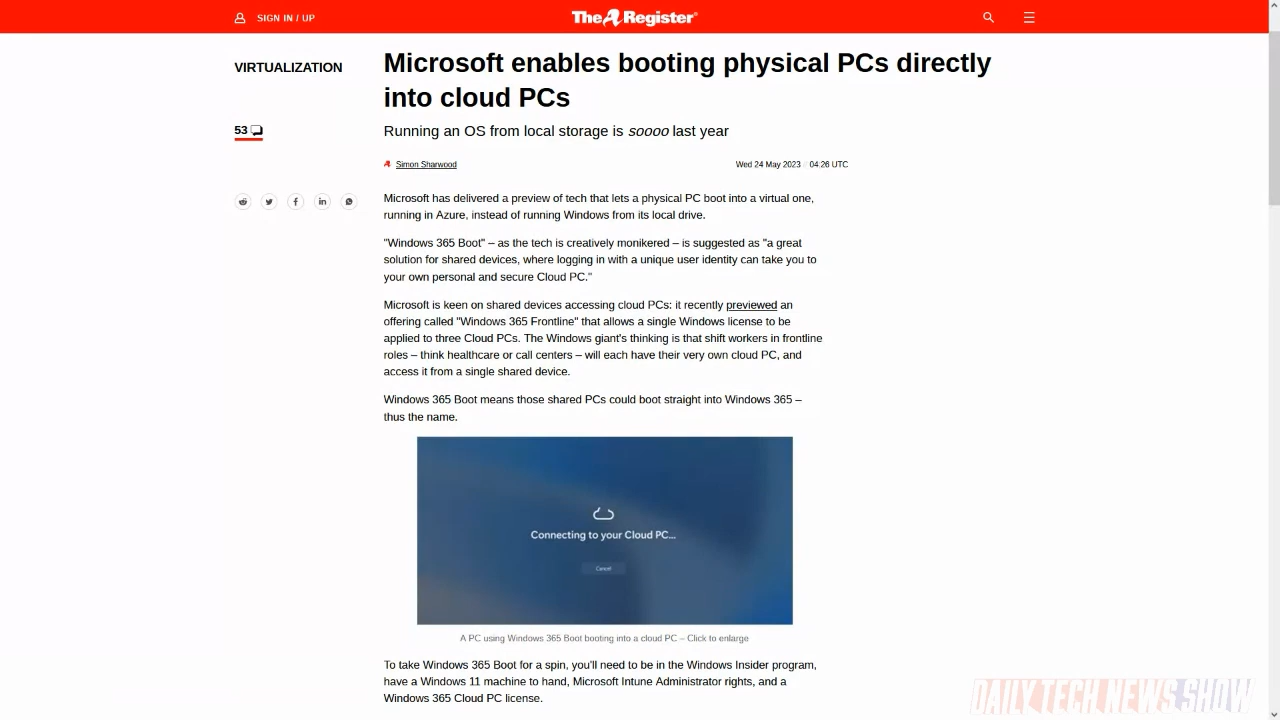 SIGN IN / UP
The Register®
VIRTUALIZATION
Microsoft enables booting physical PCs directly
into cloud PCs
53
Running an OS from local storage is soooo last year
Simon Sharwood
Wed 24 May 2023 04:26 UTC
Microsoft has delivered a preview of tech that lets a physical PC boot into a virtual one,
running in Azure, instead of running Windows from its local drive.
"Windows 365 Boot" – as the tech is creatively monikered – is suggested as "a great
solution for shared devices, where logging in with a unique user identity can take you to
your own personal and secure Cloud PC."
Microsoft is keen on shared devices accessing cloud PCs: it recently previewed an
offering called "Windows 365 Frontline" that allows a single Windows license to be
applied to three Cloud PCs. The Windows giant's thinking is that shift workers in frontline
roles – think healthcare or call centers – will each have their very own cloud PC, and
access it from a single shared device.
Windows 365 Boot means those shared PCs could boot straight into Windows 365 –
thus the name.
Connecting to your Cloud PC...
Cancel
A PC using Windows 365 Boot booting into a cloud PC – Click to enlarge
To take Windows 365 Boot for a spin, you'll need to be in the Windows Insider program,
have a Windows 11 machine to hand, Microsoft Intune Administrator rights, and a
Windows 365 Cloud PC license.
DAILY TECH NEWS SHOW